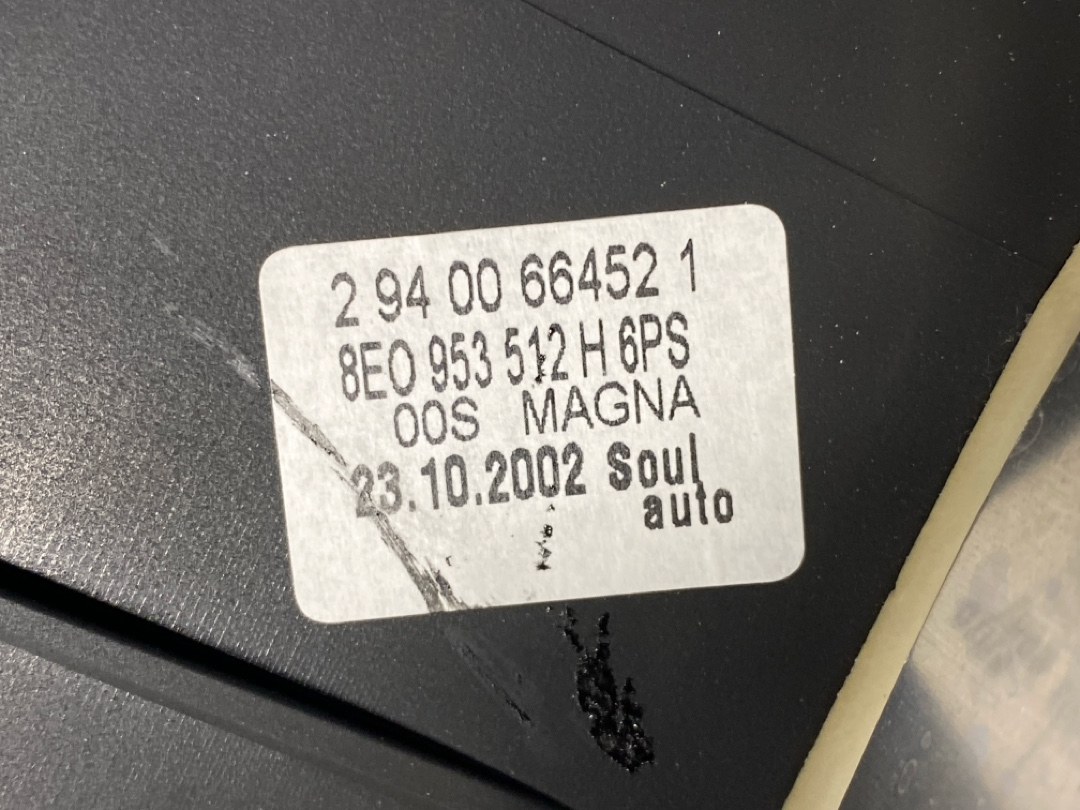 2 94 00 66452 1
8E0 953 512 H 6PS
00S MAGNA
23.10.2002 Soul
auto